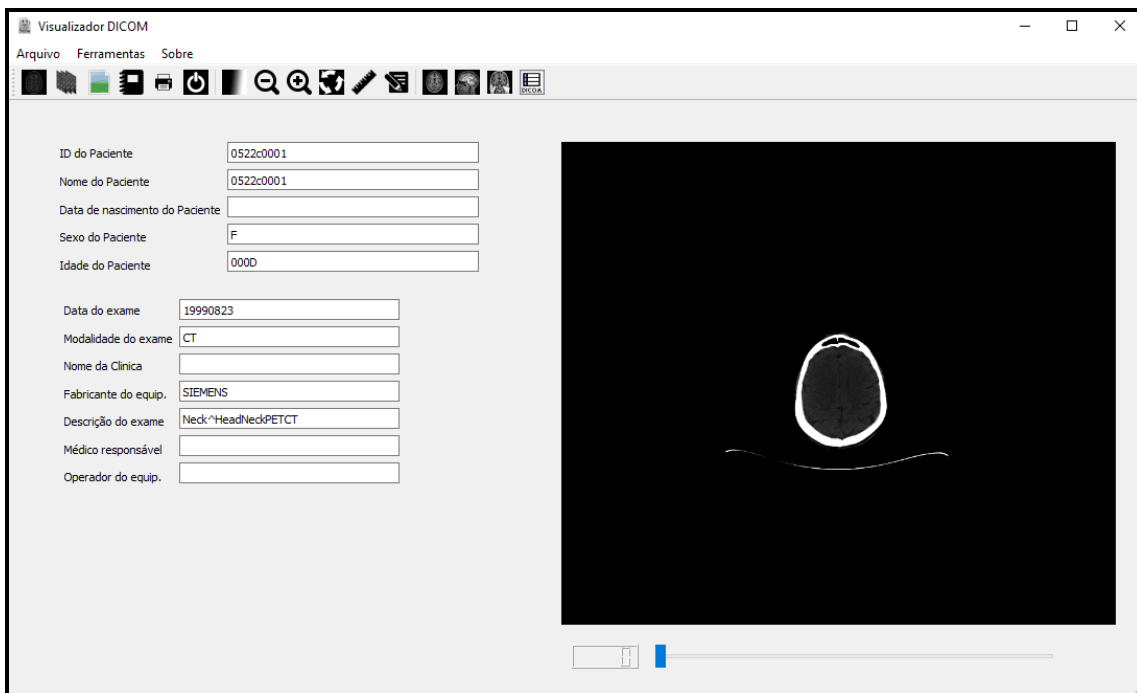 Visualizador DICOM
Arquivo Ferramentas Sobre
DICOM
ID do Paciente 0522c0001
Nome do Paciente 0522c0001
Data de nascimento do Paciente
Sexo do Paciente F
Idade do Paciente 000D
Data do exame 19990823
Modalidade do exame CT
Nome da Clinica
Fabricante do equip. SIEMENS
Descrição do exame Neck^HeadNeckPETCT
Médico responsável
Operador do equip.
0